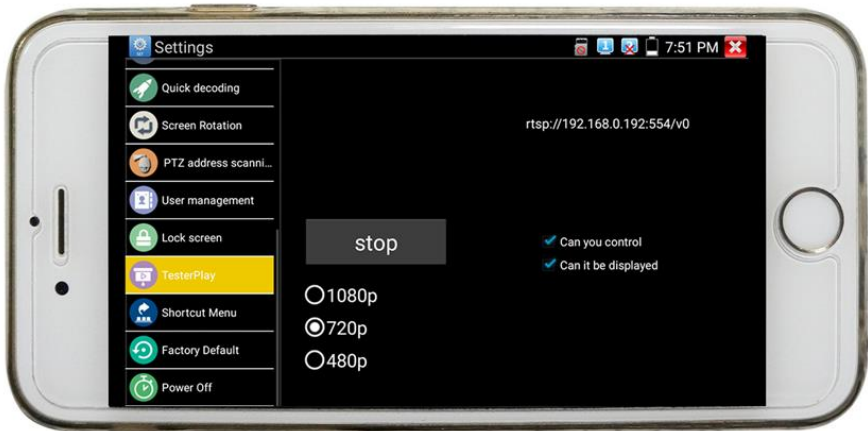 Settings
7:51 PM
Quick decoding
Screen Rotation
PTZ address scanni...
User management
Lock screen
TesterPlay
Shortcut Menu
Factory Default
Power Off
rtsp://192.168.0.192:554/v0
stop
Can you control
Can it be displayed
1080p
720p
480p